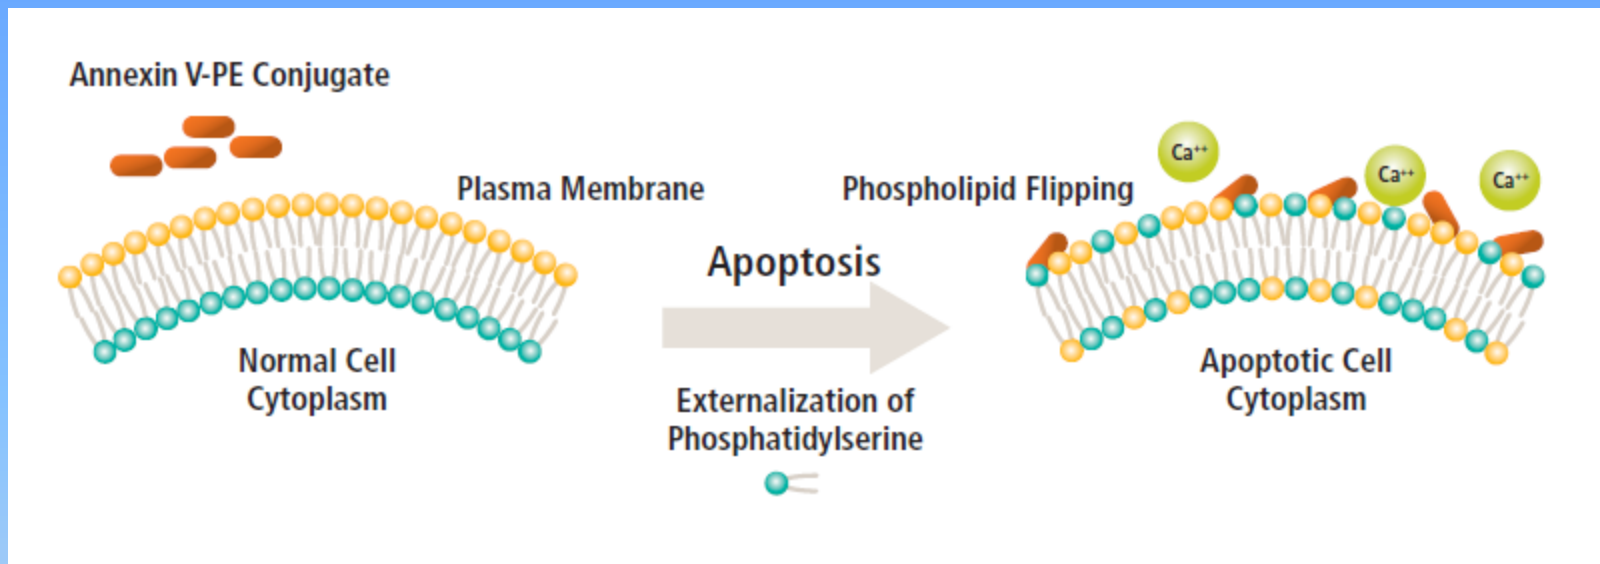 Annexin V-PE Conjugate
Plasma Membrane
Phospholipid Flipping
Ca⁺⁺
Ca⁺⁺
Ca⁺⁺
Apoptosis
Normal Cell
Cytoplasm
Externalization of
Phosphatidylserine
Apoptotic Cell
Cytoplasm